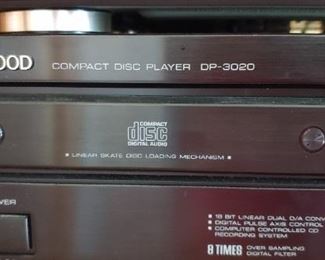 OOD COMPACT DISC PLAYER DP-3020
COMPACT
disc
DIGITAL AUDIO
• LINEAR SKATE DISC LOADING MECHANISM •
WER
• 18 BIT LINEAR DUAL D/A CONV
• DIGITAL PULSE AXIS CONTROL
• COMPUTER CONTROLLED CD
RECORDING SYSTEM
8 TIMES OVER SAMPLING
DIGITAL FILTER